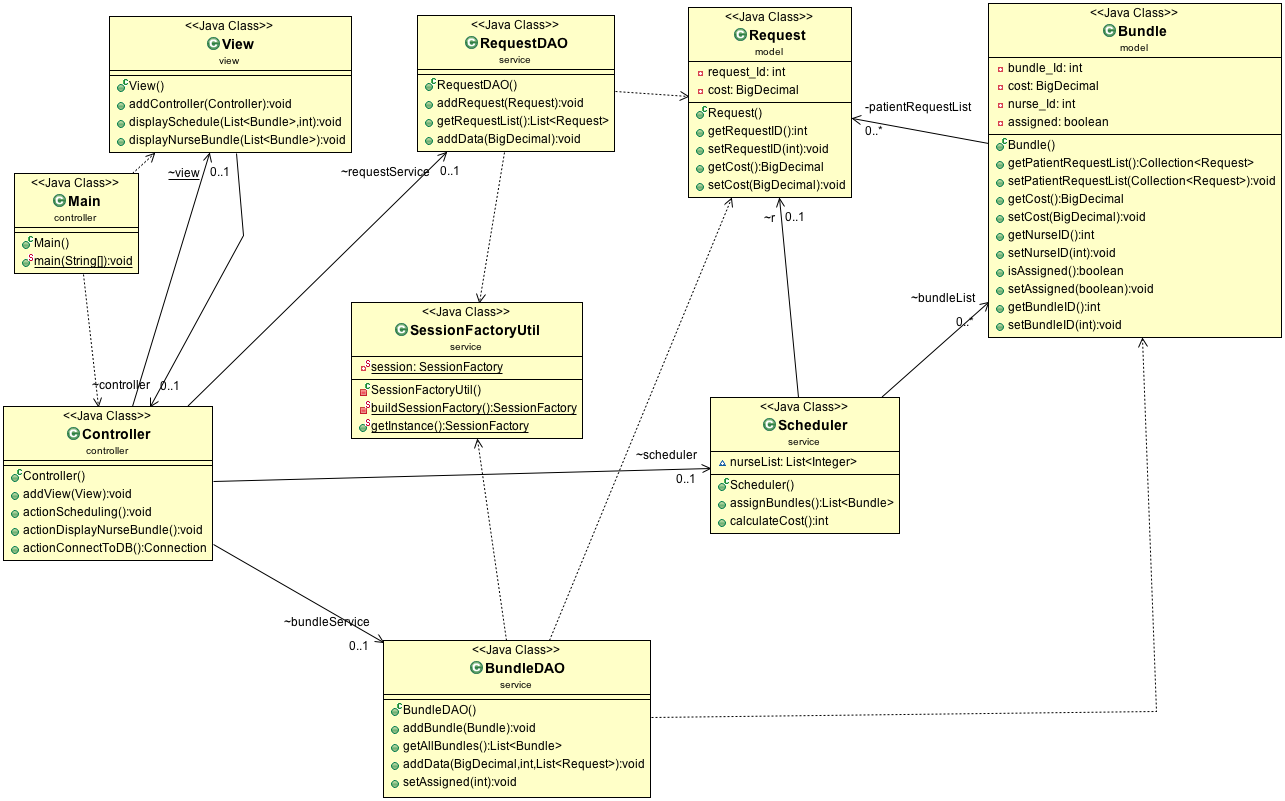 <<Java Class>>
View
view
View()
addController(Controller):void
displaySchedule(List<Bundle>,int):void
displayNurseBundle(List<Bundle>):void
<<Java Class>>
RequestDAO
service
RequestDAO()
addRequest(Request):void
getRequestList():List<Request>
addData(BigDecimal):void
<<Java Class>>
Request
model
request_Id: int
cost: BigDecimal
Request()
getRequestID():int
setRequestID(int):void
getCost():BigDecimal
setCost(BigDecimal):void
<<Java Class>>
Bundle
model
bundle_Id: int
cost: BigDecimal
nurse_Id: int
assigned: boolean
Bundle()
getPatientRequestList():Collection<Request>
setPatientRequestList(Collection<Request>):void
getCost():BigDecimal
setCost(BigDecimal):void
getNurseID():int
setNurseID(int):void
isAssigned():boolean
setAssigned(boolean):void
getBundleID():int
setBundleID(int):void
-patientRequestList
0..*
<<Java Class>>
Main
controller
Main()
main(String[]):void
~view
0..1
~requestService
0..1
~r
0..1
~bundleList
0..*
<<Java Class>>
SessionFactoryUtil
service
session: SessionFactory
SessionFactoryUtil()
buildSessionFactory():SessionFactory
getInstance():SessionFactory
~controller
0..1
<<Java Class>>
Controller
controller
Controller()
addView(View):void
actionScheduling():void
actionDisplayNurseBundle():void
actionConnectToDB():Connection
~scheduler
0..1
<<Java Class>>
Scheduler
service
nurseList: List<Integer>
Scheduler()
assignBundles():List<Bundle>
calculateCost():int
~bundleService
0..1
<<Java Class>>
BundleDAO
service
BundleDAO()
addBundle(Bundle):void
getAllBundles():List<Bundle>
addData(BigDecimal,int,List<Request>):void
setAssigned(int):void